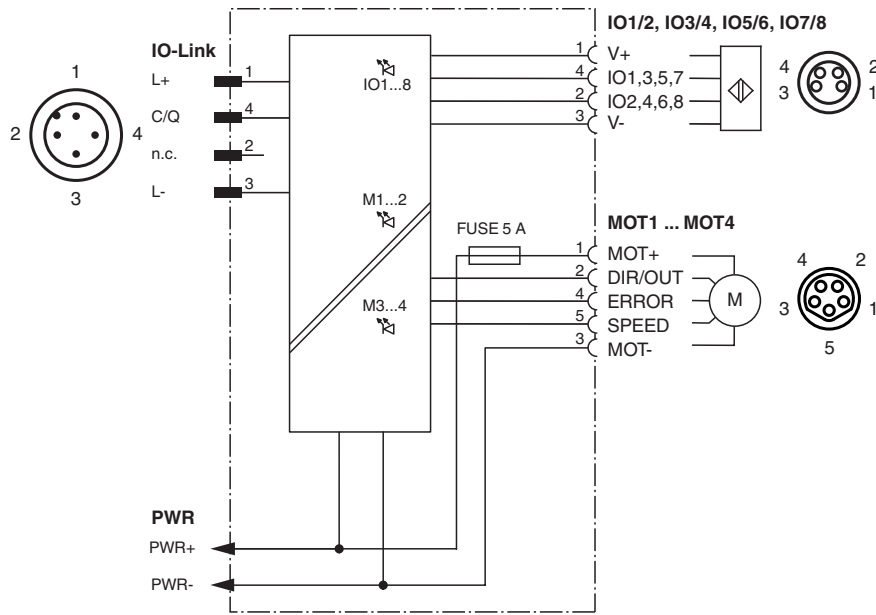 IO-Link
1
2
4
3
L+
1
C/Q
4
n.c.
2
L-
3
IO1...8
M1...2
M3...4
FUSE 5 A
IO1/2, IO3/4, IO5/6, IO7/8
1
V+
4
IO1,3,5,7
2
IO2,4,6,8
3
V-
4
2
3
1
MOT1 ... MOT4
1
MOT+
2
DIR/OUT
4
ERROR
5
SPEED
3
MOT-
M
4
2
3
1
5
PWR
PWR+
PWR-